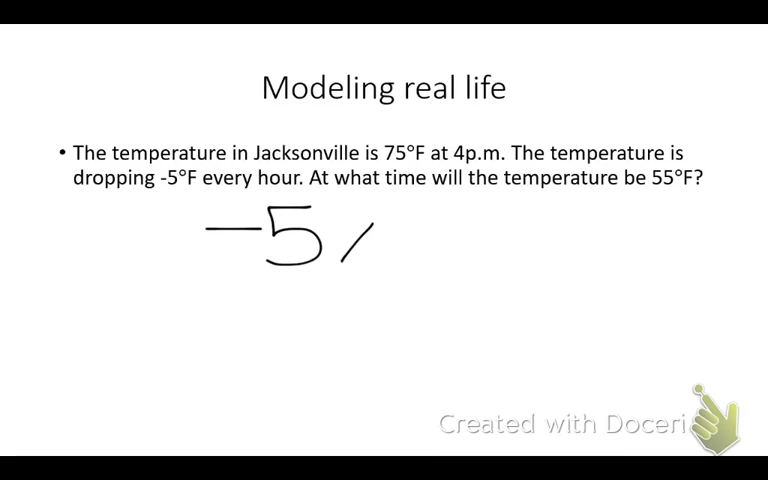 Modeling real life
• The temperature in Jacksonville is 75°F at 4p.m. The temperature is
dropping -5°F every hour. At what time will the temperature be 55°F?
-5 /
Created with Doceri